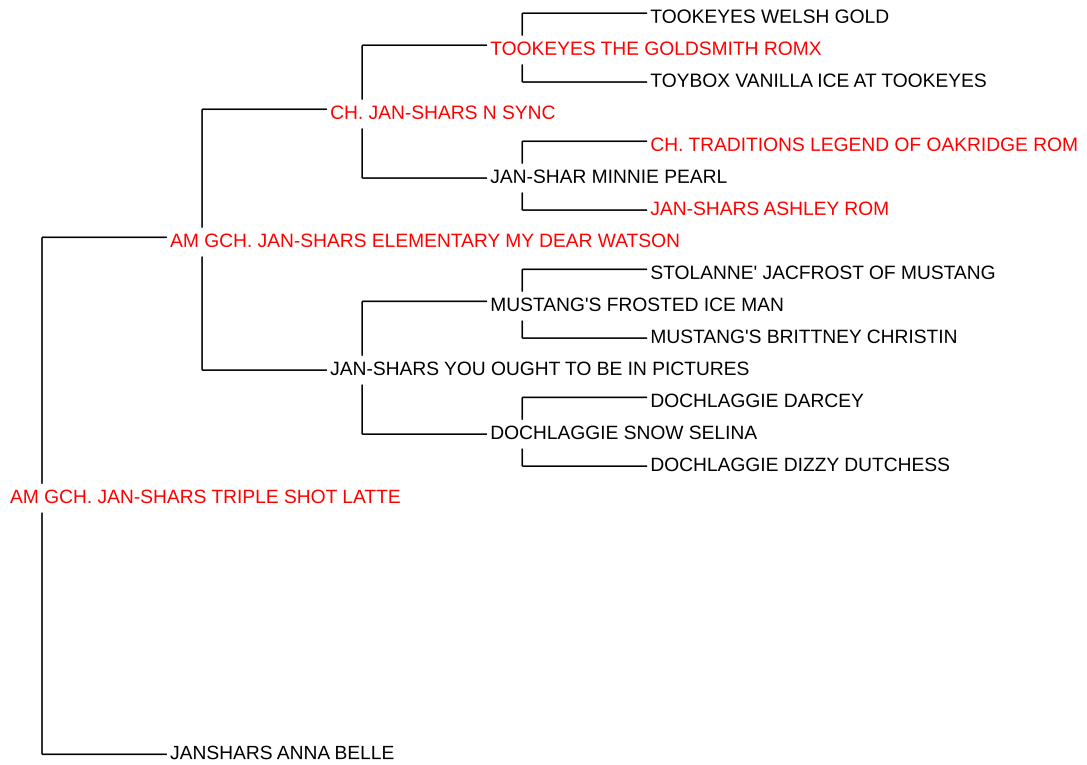 TOOKEYES WELSH GOLD
TOOKEYES THE GOLDSMITH ROMX
TOYBOX VANILLA ICE AT TOOKEYES
CH. JAN-SHARS N SYNC
CH. TRADITIONS LEGEND OF OAKRIDGE ROM
JAN-SHAR MINNIE PEARL
JAN-SHARS ASHLEY ROM
AM GCH. JAN-SHARS ELEMENTARY MY DEAR WATSON
STOLANNE' JACFROST OF MUSTANG
MUSTANG'S FROSTED ICE MAN
MUSTANG'S BRITTNEY CHRISTIN
JAN-SHARS YOU OUGHT TO BE IN PICTURES
DOCHLAGGIE DARCEY
DOCHLAGGIE SNOW SELINA
DOCHLAGGIE DIZZY DUTCHESS
AM GCH. JAN-SHARS TRIPLE SHOT LATTE
JANSHARS ANNA BELLE